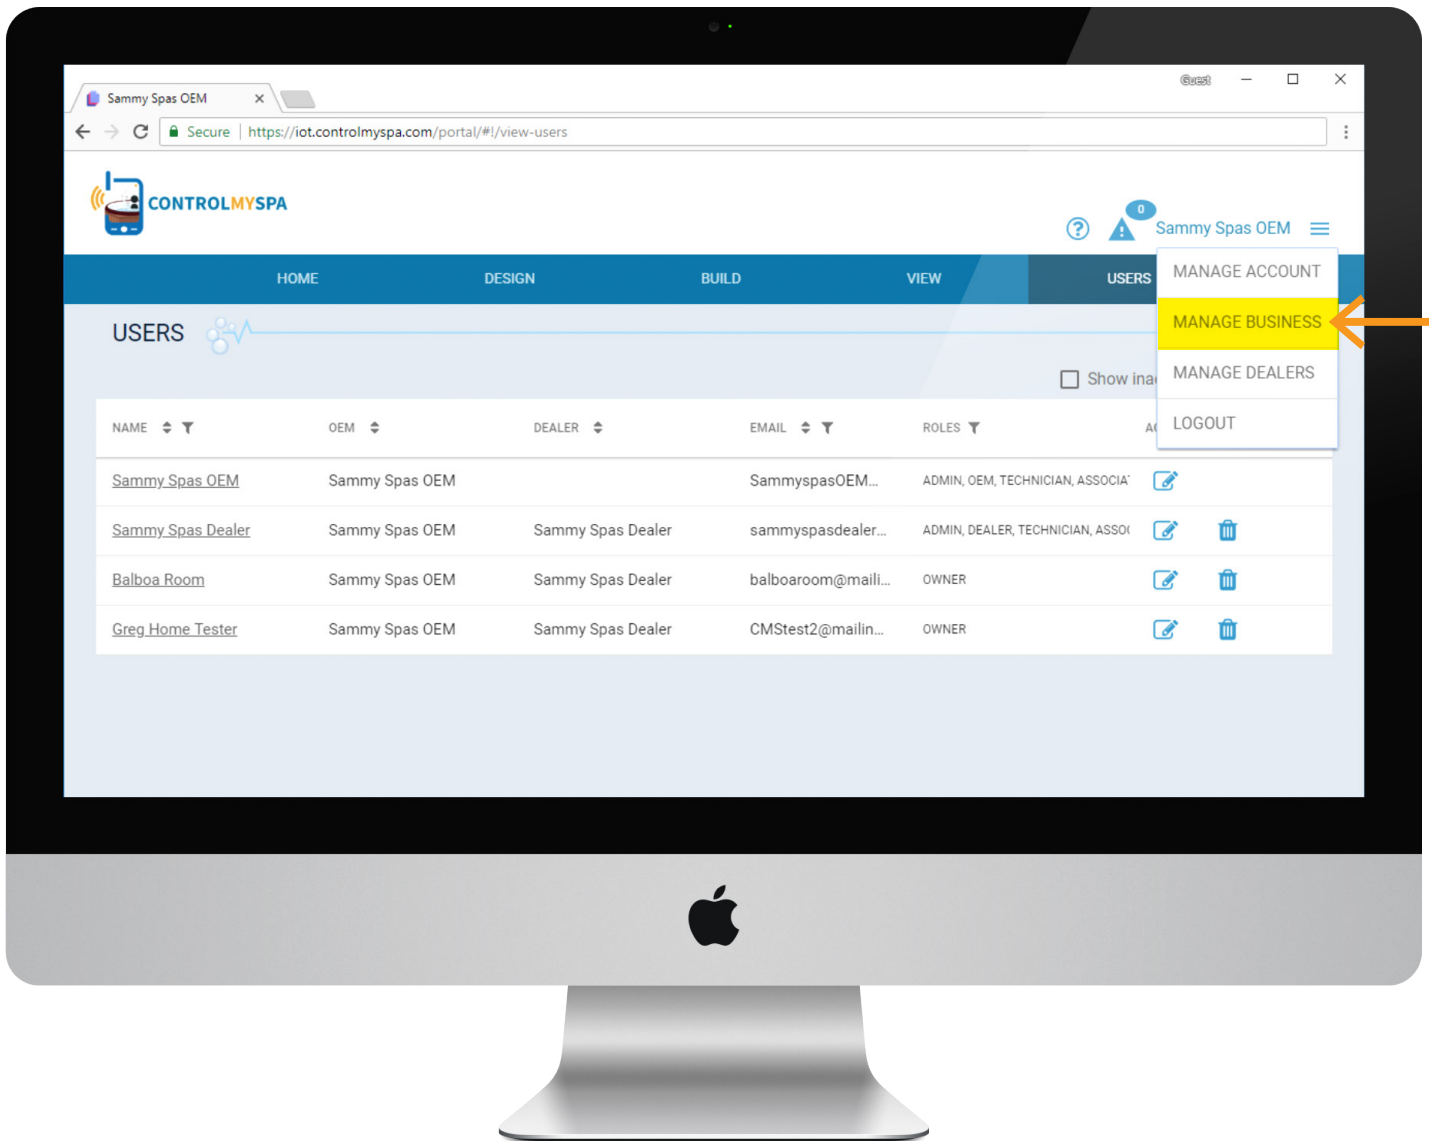 Guest
Sammy Spas OEM
Secure https://iot.controlmyspa.com/portal/#!/view-users
CONTROLMYSPA
0
Sammy Spas OEM
MANAGE ACCOUNT
MANAGE BUSINESS
MANAGE DEALERS
LOGOUT
HOME DESIGN BUILD VIEW USERS
USERS
Show ina
NAME OEM DEALER EMAIL ROLES
Sammy Spas OEM Sammy Spas OEM SammyspasOEM... ADMIN, OEM, TECHNICIAN, ASSOCIA
Sammy Spas Dealer Sammy Spas OEM Sammy Spas Dealer sammyspasdealer... ADMIN, DEALER, TECHNICIAN, ASSO
Balboa Room Sammy Spas OEM Sammy Spas Dealer balboaroom@maili... OWNER
Greg Home Tester Sammy Spas OEM Sammy Spas Dealer CMStest2@mailin... OWNER